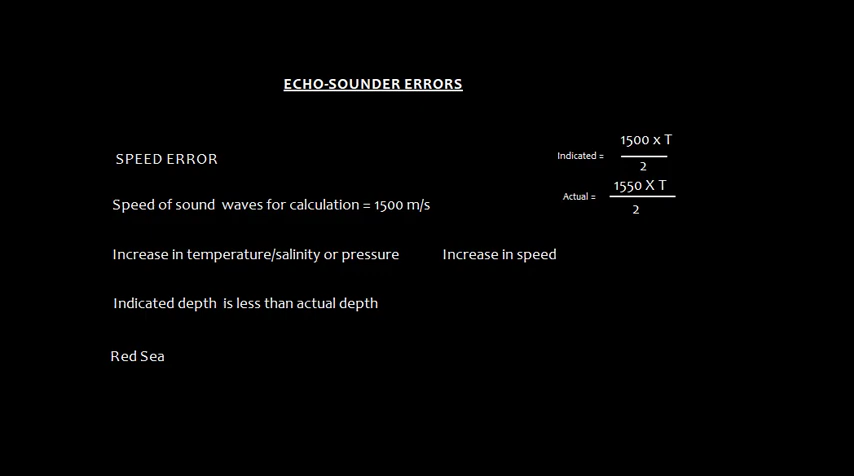 ECHO-SOUNDER ERRORS
SPEED ERROR
Indicated = 1500 x T
2
Actual = 1550 X T
2
Speed of sound waves for calculation = 1500 m/s
Increase in temperature/salinity or pressure Increase in speed
Indicated depth is less than actual depth
Red Sea